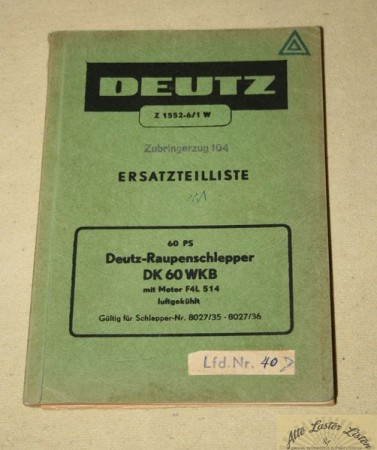 DEUTZ
Z 1552-6/1 W
Zubringerzug 104
ERSATZTEILLISTE
60 PS
Deutz-Raupenschlepper
DK 60 WKB
mit Motor F4L 514
luftgekühlt
Gültig für Schlepper-Nr. 8027/35 - 8027/36
Lfd. Nr. 40
Alte Laster Listen